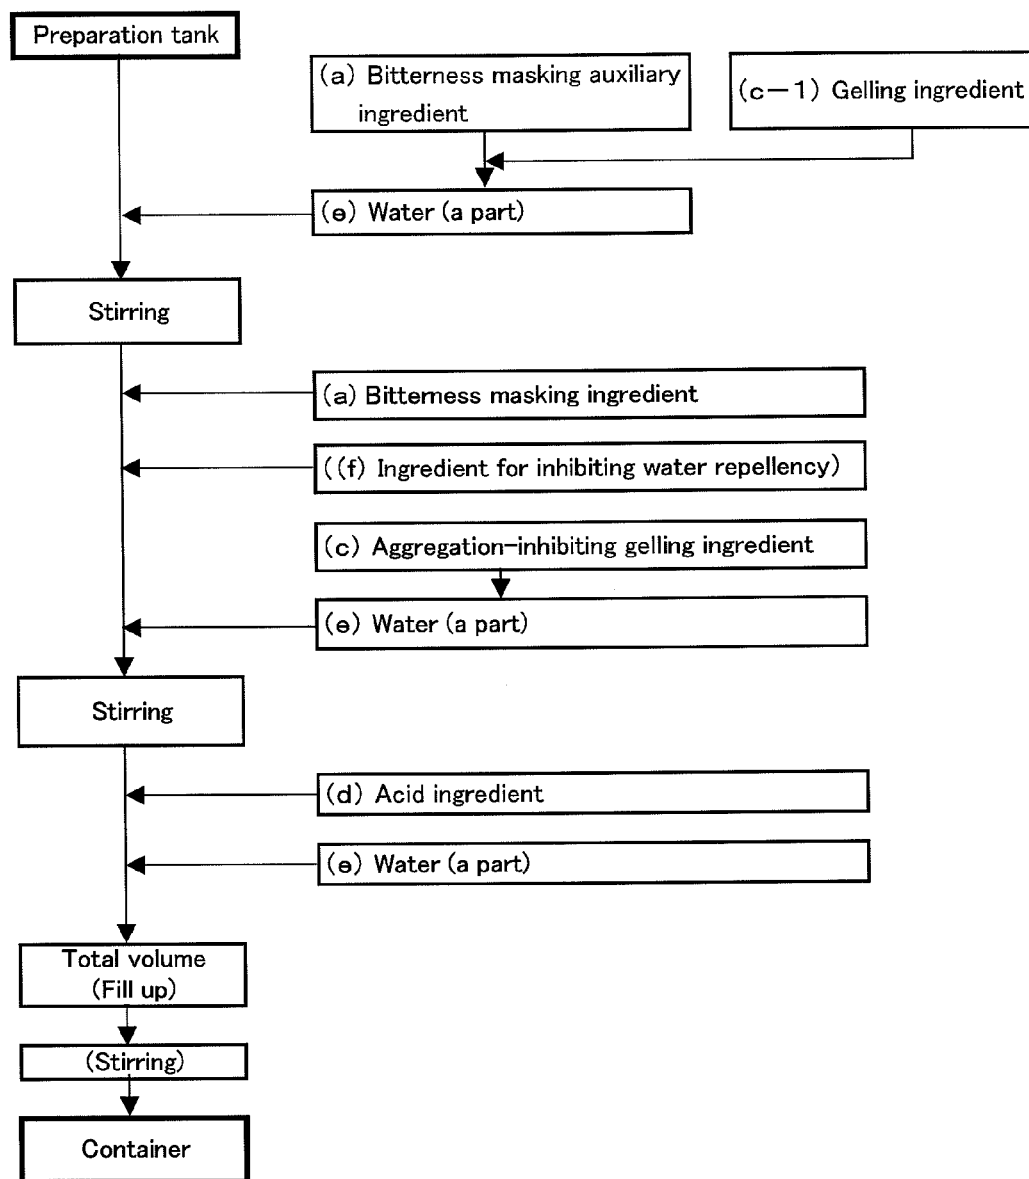 Preparation tank
(a) Bitterness masking auxiliary
ingredient
(c-1) Gelling ingredient
(e) Water (a part)
Stirring
(a) Bitterness masking ingredient
((f) Ingredient for inhibiting water repellency)
(c) Aggregation-inhibiting gelling ingredient
(e) Water (a part)
Stirring
(d) Acid ingredient
(e) Water (a part)
Total volume
(Fill up)
(Stirring)
Container